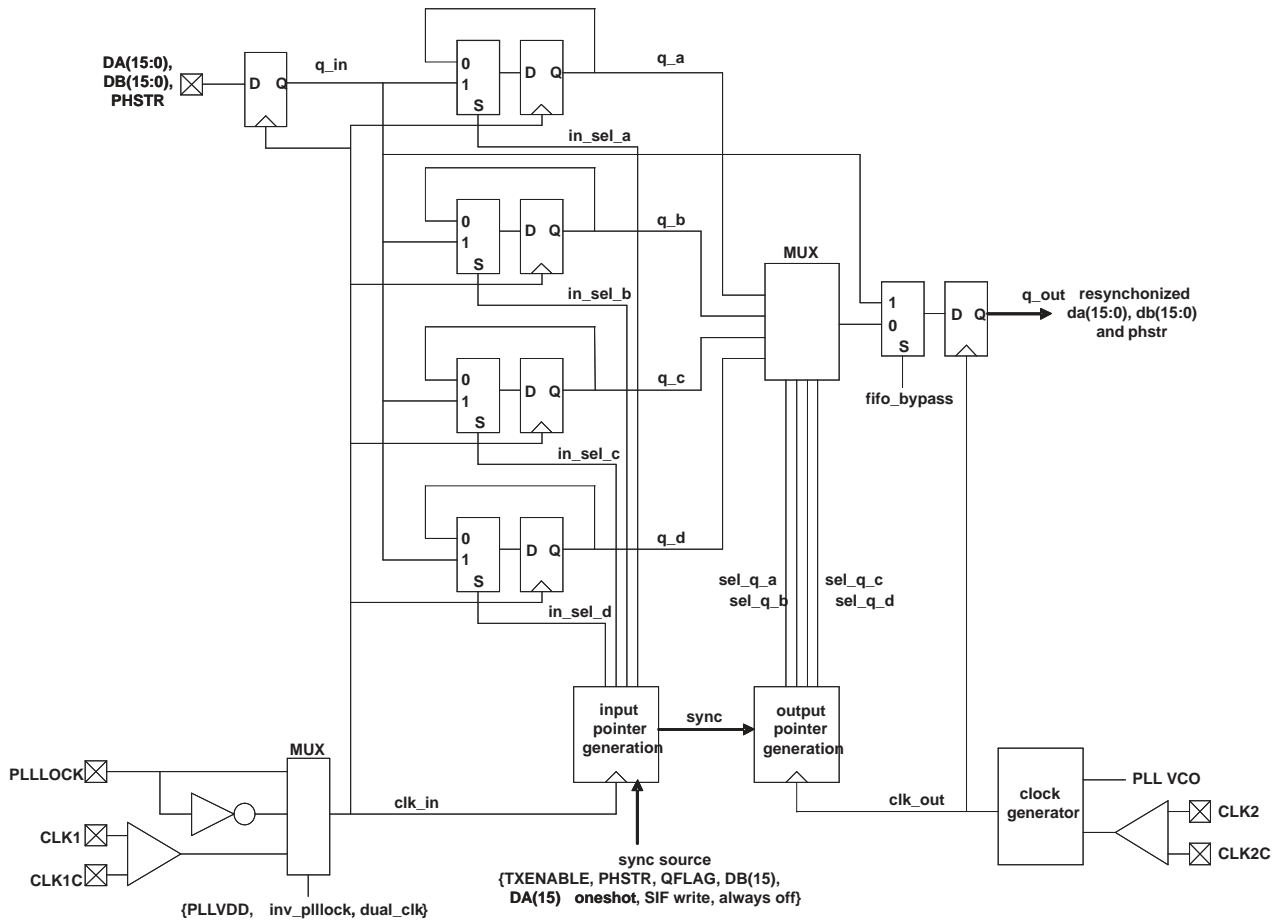 DA(15:0),
DB(15:0),
PHSTR
D Q
q_in
0
1
S
D Q
q_a
in_sel_a
0
1
S
D Q
q_b
in_sel_b
MUX
1
0
S
fifo_bypass
D Q
q_out resynchonized
da(15:0), db(15:0)
and phstr
0
1
S
D Q
q_c
in_sel_c
0
1
S
D Q
q_d
in_sel_d
sel_q_a sel_q_c
sel_q_b sel_q_d
input
pointer
generation
sync
output
pointer
generation
MUX
PLLLOCK
CLK1
CLK1C
clk_in
clk_out
clock
generator
PLL VCO
CLK2
CLK2C
sync source
{TXENABLE, PHSTR, QFLAG, DB(15),
DA(15) oneshot, SIF write, always off}
{PLLVDD, inv_plllock, dual_clk}